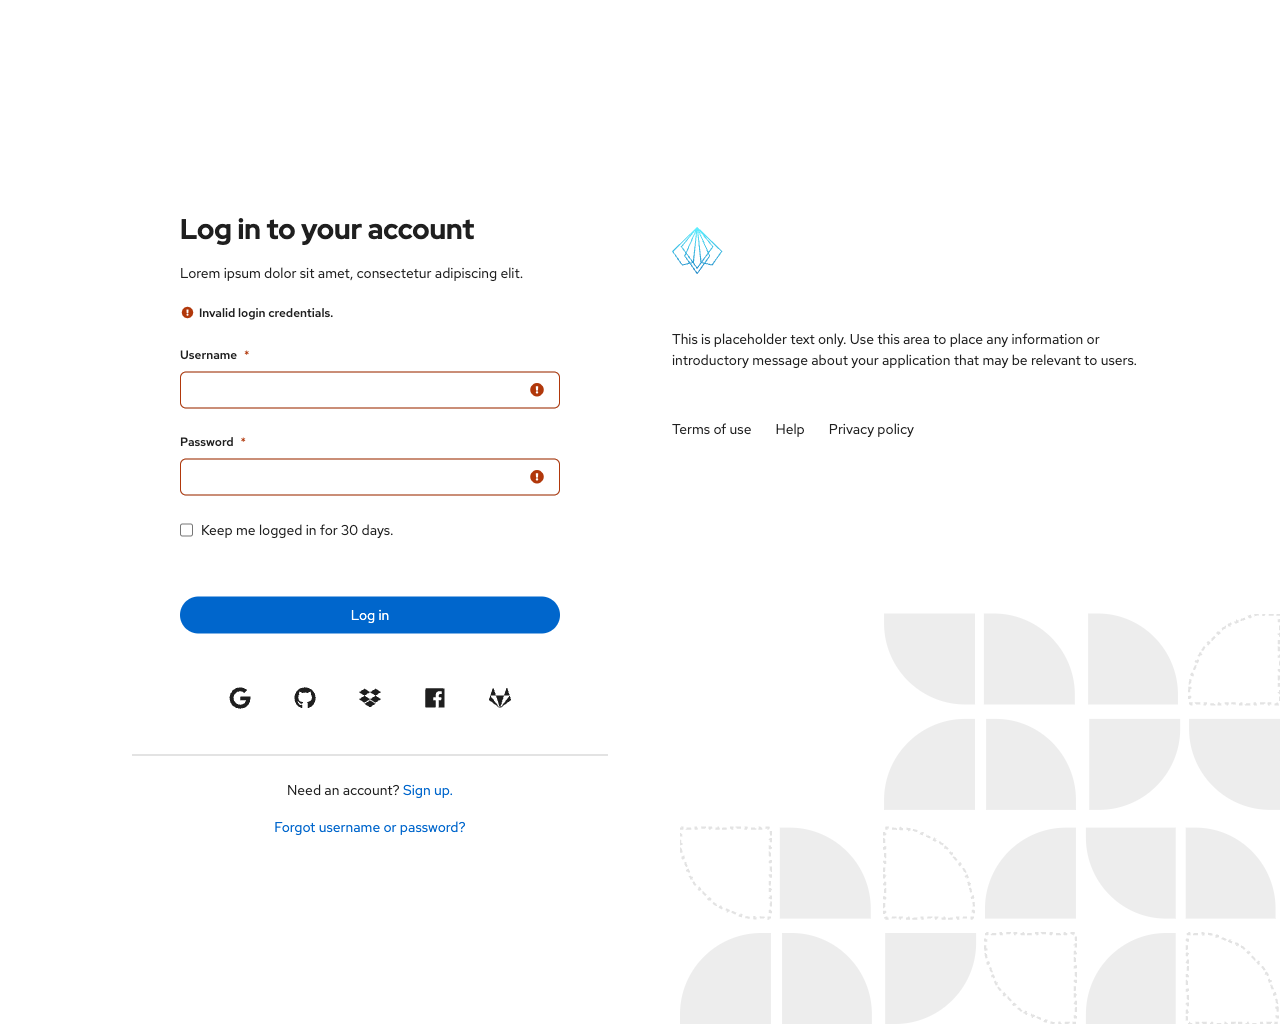 Log in to your account
Lorem ipsum dolor sit amet, consectetur adipiscing elit.
Invalid login credentials.
Username *
Password *
Keep me logged in for 30 days.
Log in
Need an account? Sign up.
Forgot username or password?
This is placeholder text only. Use this area to place any information or
introductory message about your application that may be relevant to users.
Terms of use Help Privacy policy